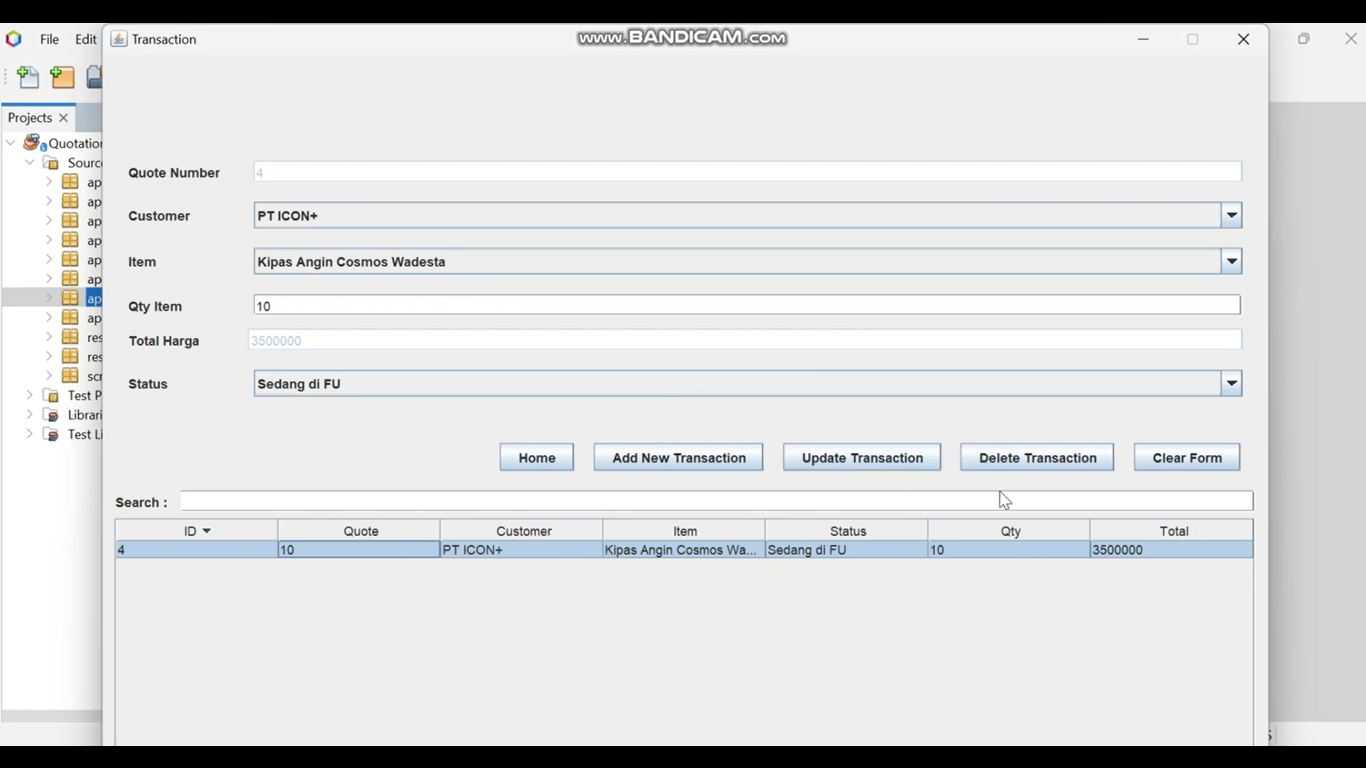 File Edit
Transaction
www.BANDICAM.com
Projects
Quotation
Source
ap
ap
ap
ap
ap
ap
ap
ap
res
res
scr
Test P
Librari
Test Li
Quote Number 4
Customer PT ICON+
Item Kipas Angin Cosmos Wadesta
Qty Item 10
Total Harga 3500000
Status Sedang di FU
Home Add New Transaction Update Transaction Delete Transaction Clear Form
Search :
ID Quote Customer Item Status Qty Total
4 10 PT ICON+ Kipas Angin Cosmos Wa... Sedang di FU 10 3500000